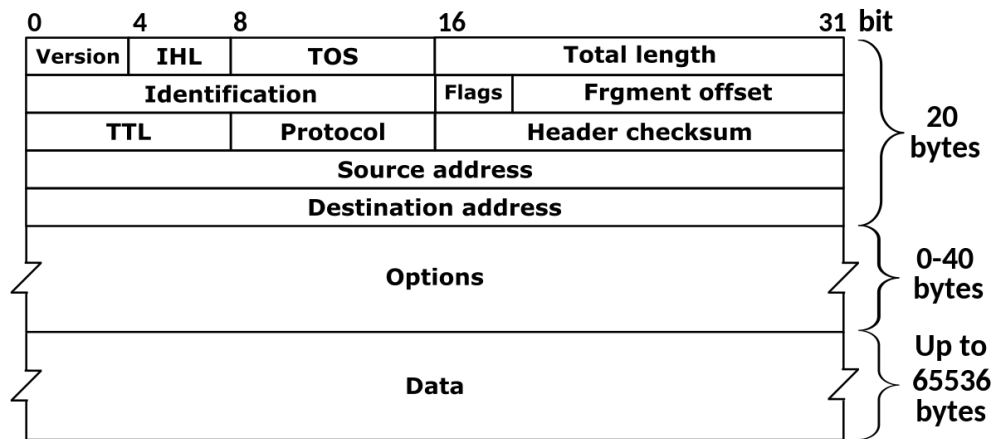 0 4 8 16 31 bit
Version IHL TOS Total length
Identification Flags Frgment offset
TTL Protocol Header checksum
Source address
Destination address
20
bytes
Options
0-40
bytes
Data
Up to
65536
bytes